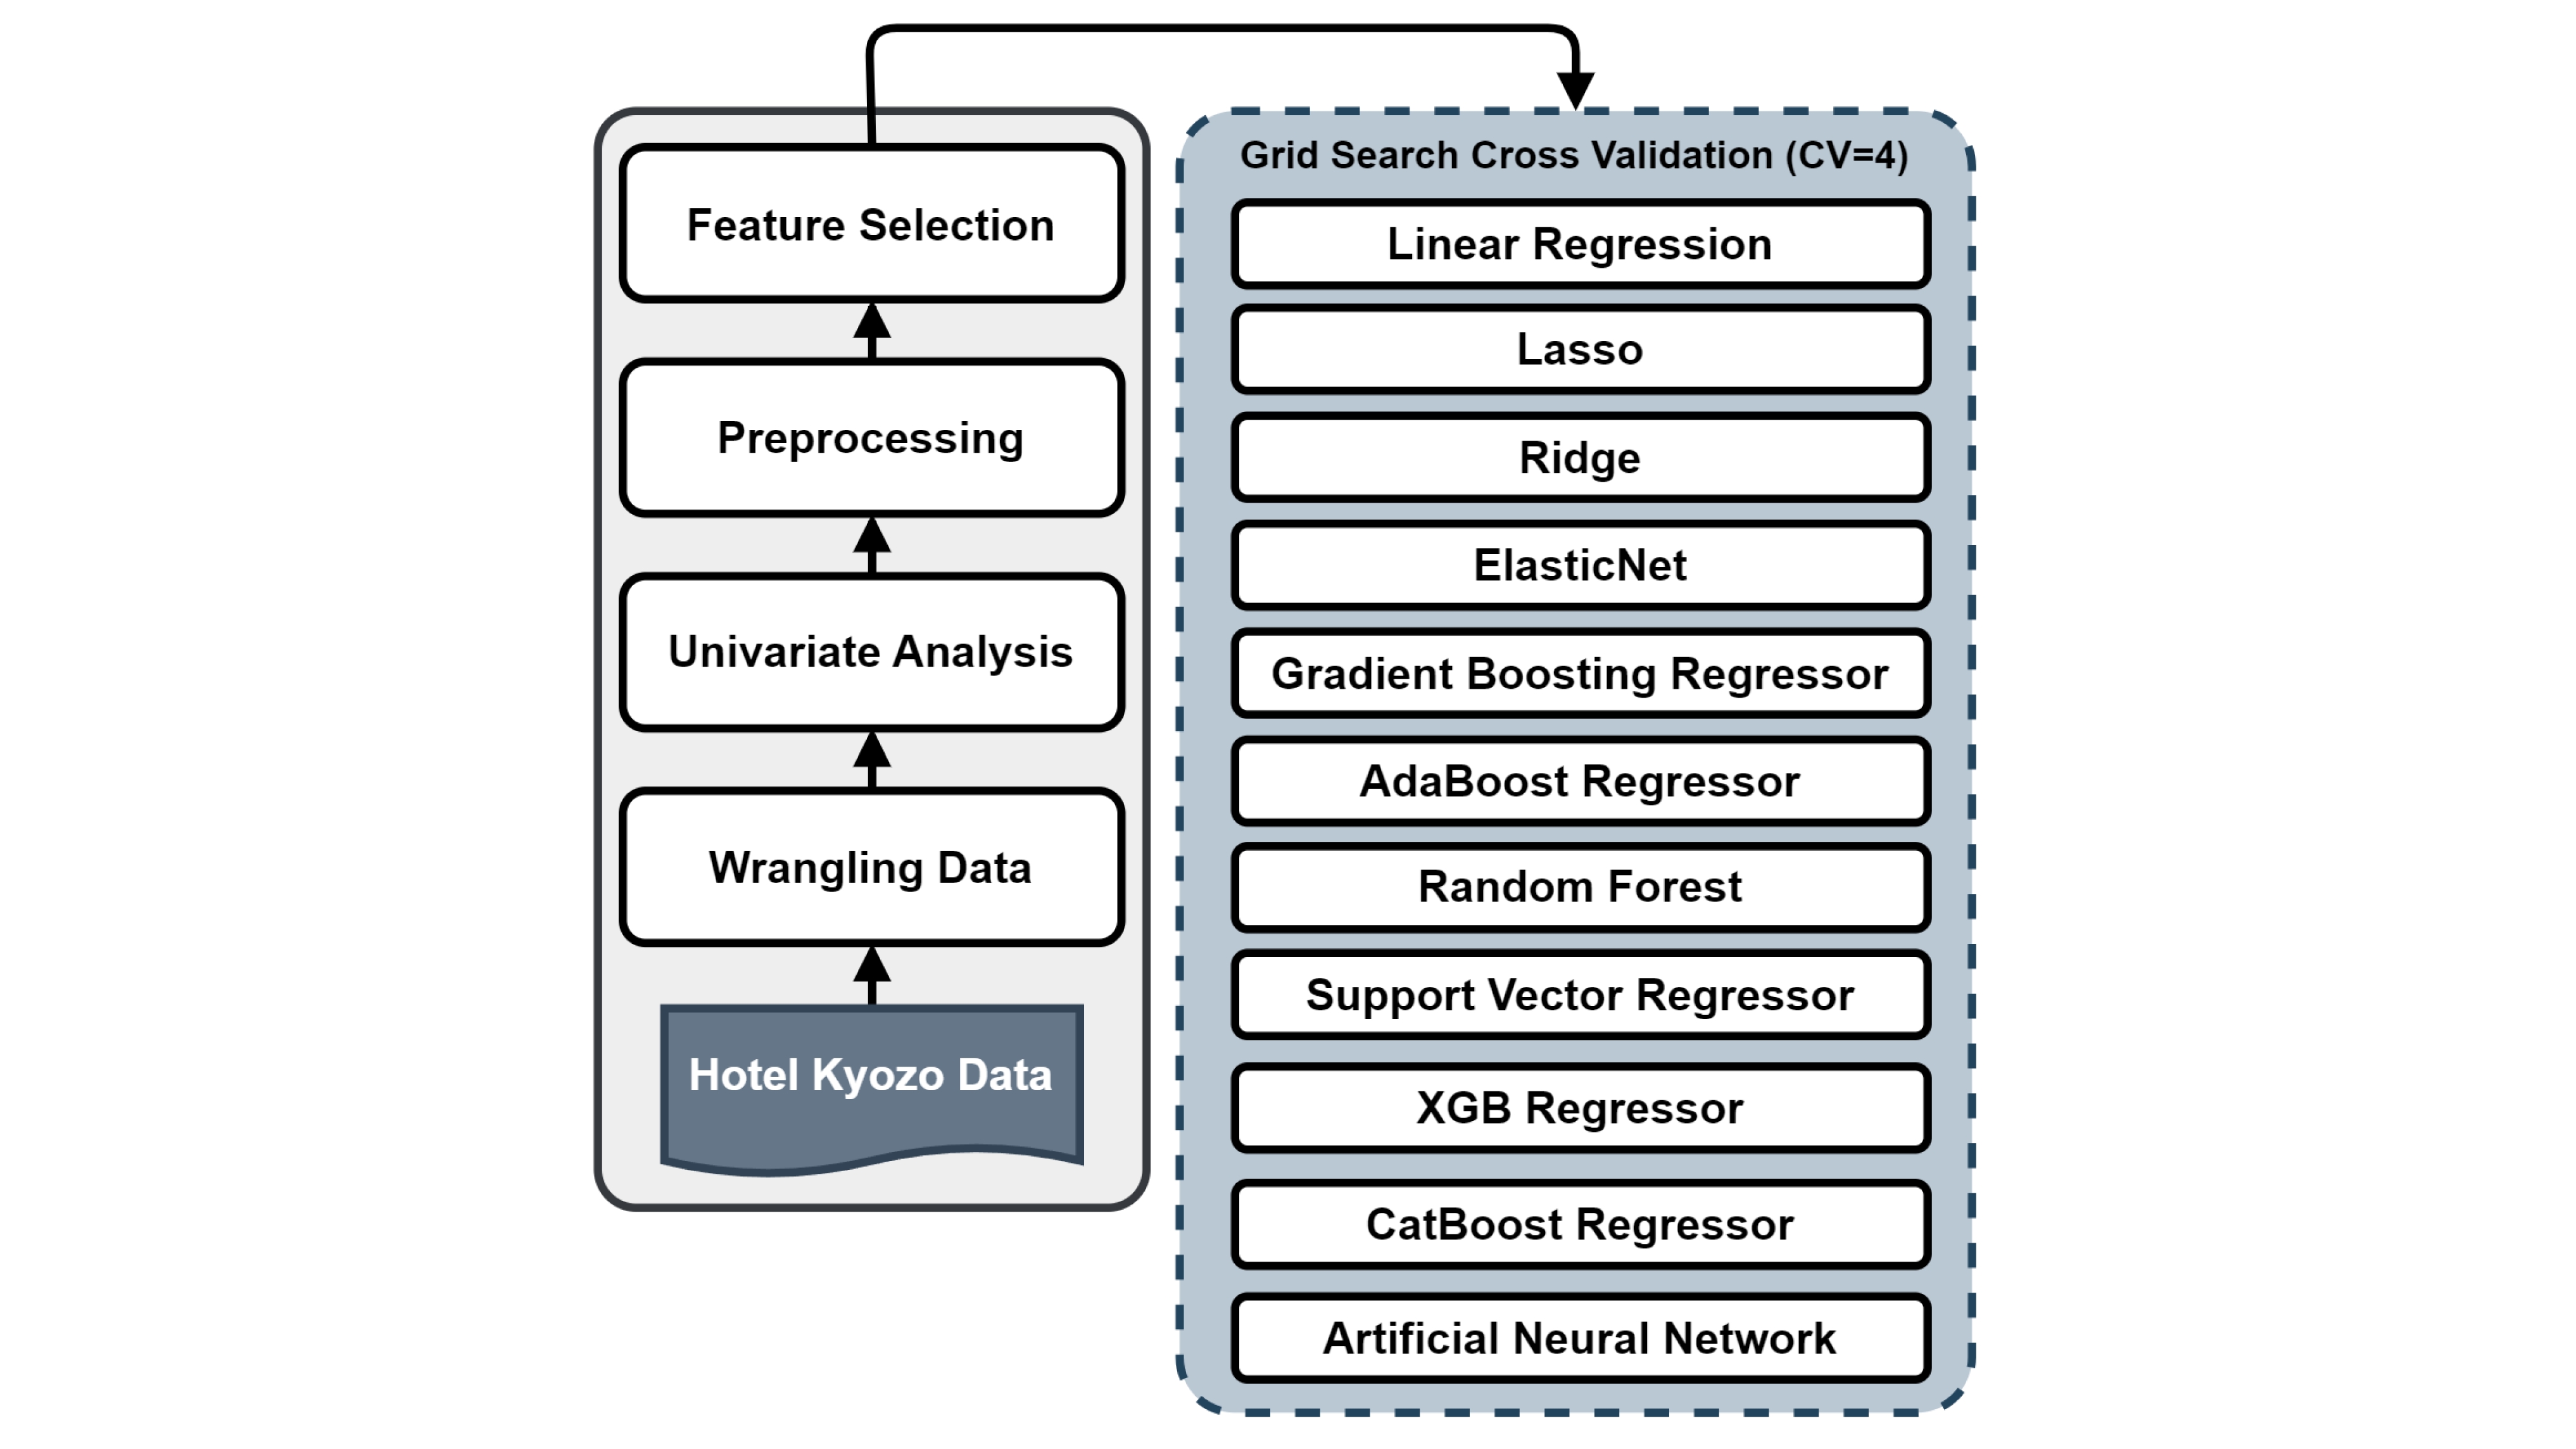 Feature Selection
Preprocessing
Univariate Analysis
Wrangling Data
Hotel Kyozo Data
Grid Search Cross Validation (CV=4)
Linear Regression
Lasso
Ridge
ElasticNet
Gradient Boosting Regressor
AdaBoost Regressor
Random Forest
Support Vector Regressor
XGB Regressor
CatBoost Regressor
Artificial Neural Network